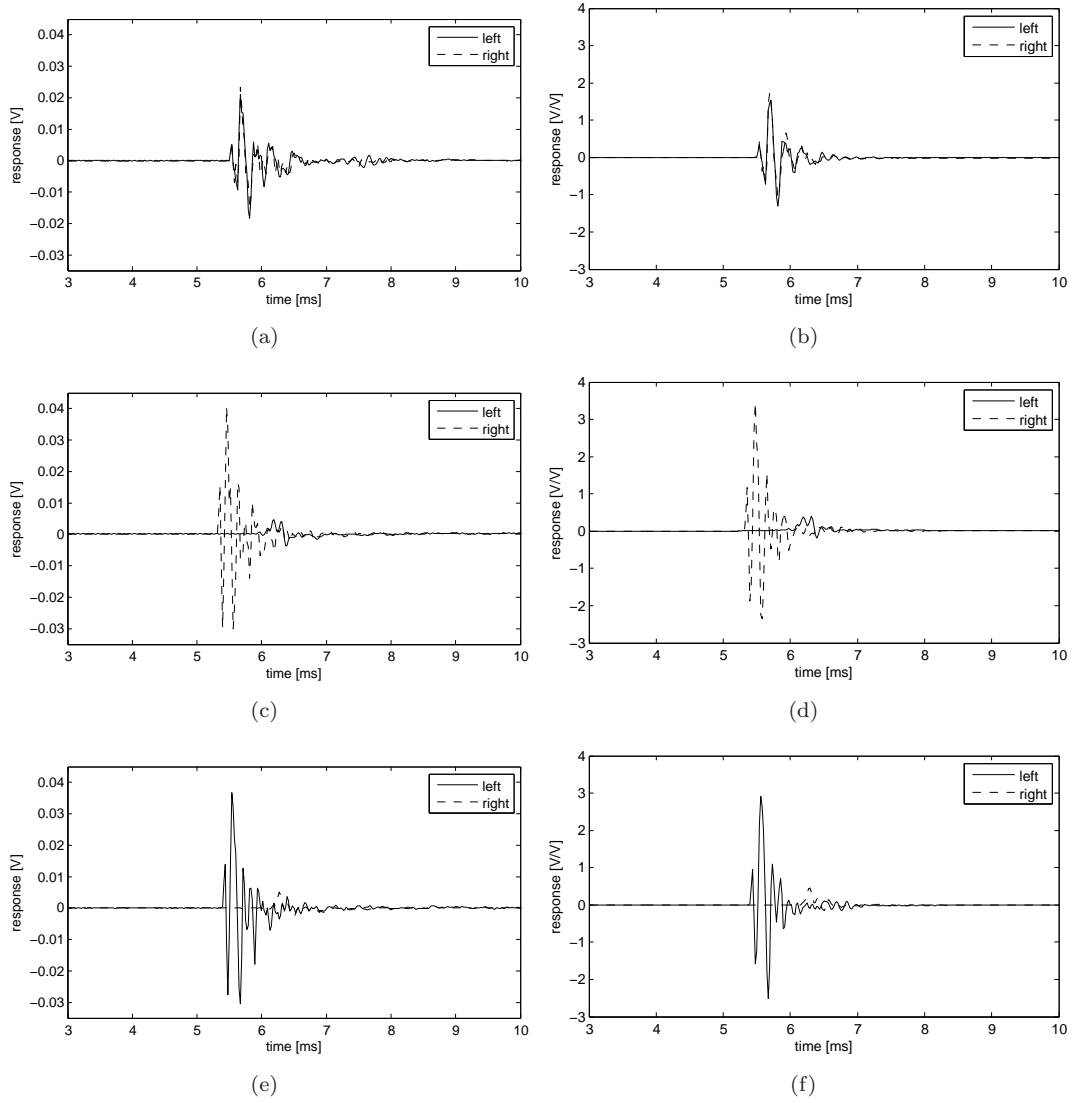 0.04
0.03
0.02
0.01
0
−0.01
−0.02
−0.03
response [V]
3 4 5 6 7 8 9 10
time [ms]
left
right
(a)
4
3
2
1
0
−1
−2
−3
response [V/V]
3 4 5 6 7 8 9 10
time [ms]
left
right
(b)
0.04
0.03
0.02
0.01
0
−0.01
−0.02
−0.03
response [V]
3 4 5 6 7 8 9 10
time [ms]
left
right
(c)
4
3
2
1
0
−1
−2
−3
response [V/V]
3 4 5 6 7 8 9 10
time [ms]
left
right
(d)
0.04
0.03
0.02
0.01
0
−0.01
−0.02
−0.03
response [V]
3 4 5 6 7 8 9 10
time [ms]
left
right
(e)
4
3
2
1
0
−1
−2
−3
response [V/V]
3 4 5 6 7 8 9 10
time [ms]
left
right
(f)